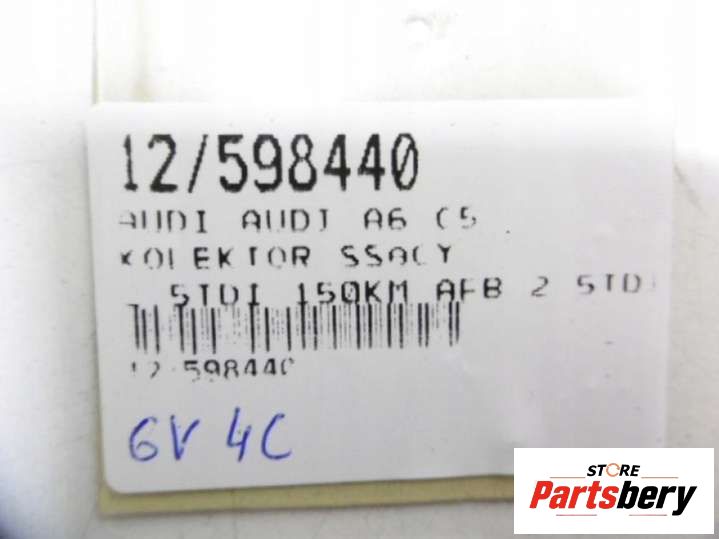 12/598440
AUDI AUDI A6 C5
KOLEKTOR SSACY
5TDI 150KM AFB 2 5TD
12 598440
6V 4C
STORE
Partsbery